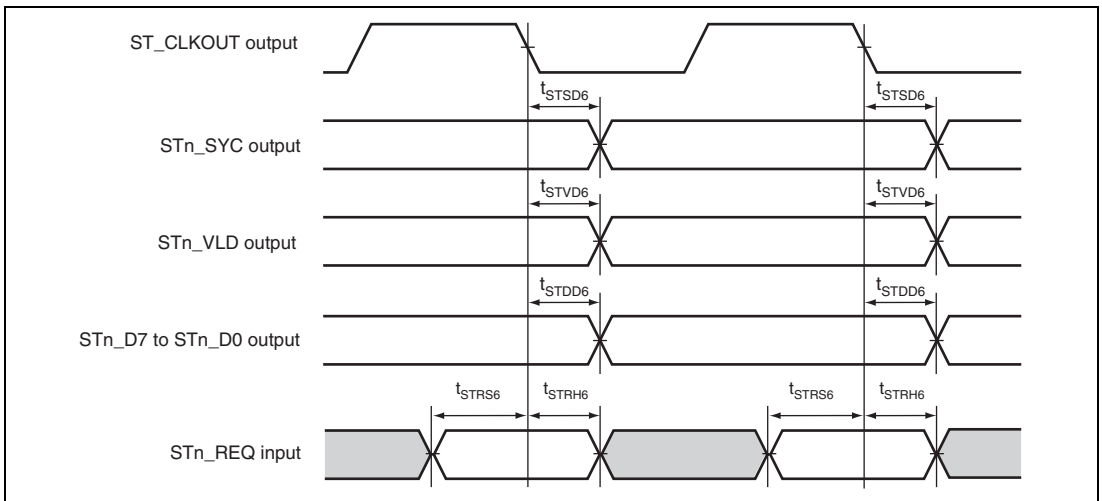 ST_CLKOUT output
tSTSD6 tSTSD6
STn_SYC output
tSTVD6 tSTVD6
STn_VLD output
tSTDD6 tSTDD6
STn_D7 to STn_D0 output
tSTRS6 tSTRH6 tSTRS6 tSTRH6
STn_REQ input